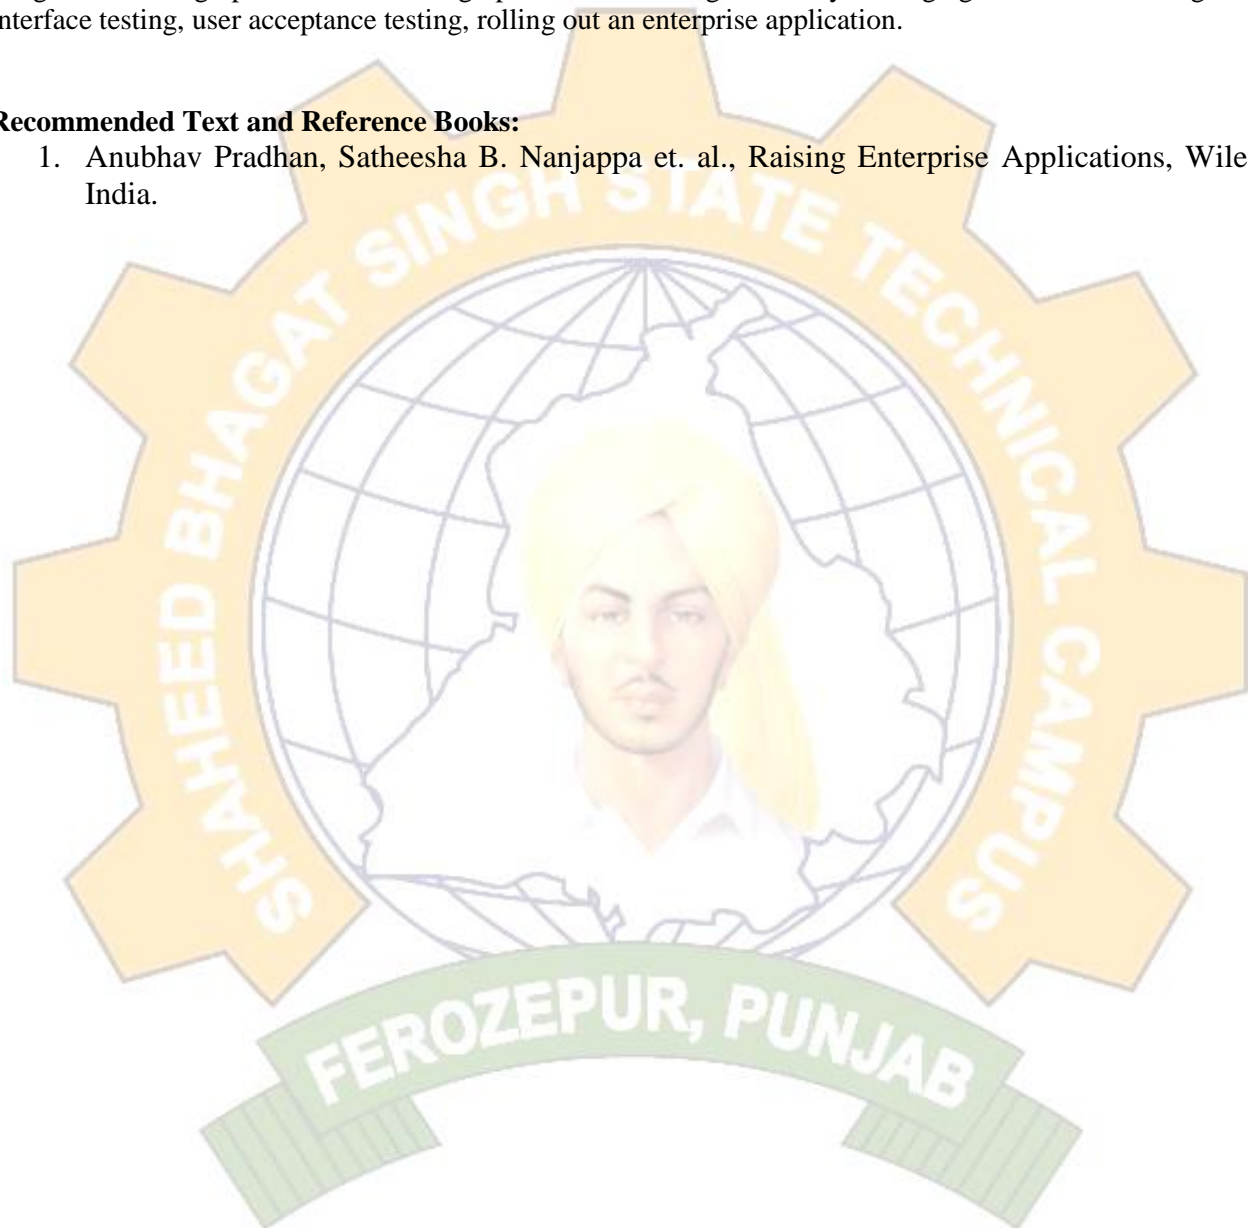 nterface testing, user acceptance testing, rolling out an enterprise application.
Recommended Text and Reference Books:
1. Anubhav Pradhan, Satheesha B. Nanjappa et. al., Raising Enterprise Applications, Wile
India.
SHAHEED BHAGAT SINGH STATE TECHNICAL CAMPUS
FEROZEPUR, PUNJAB